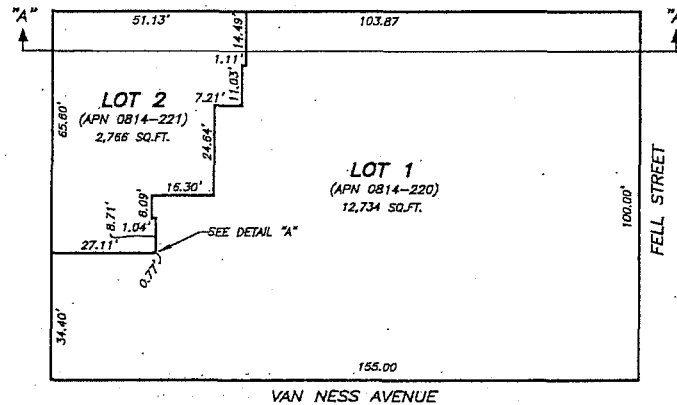 "A"
51.13'
14.49'
103.87
"A"
1.11'
11.03'
7.21'
LOT 2
(APN 0814-221)
2,766 SQ.FT.
65.60'
24.64'
LOT 1
(APN 0814-220)
12,734 SQ.FT.
100.00'
FELL STREET
16.30'
6.09'
8.71'
1.04'
SEE DETAIL "A"
27.11'
0.77'
34.40'
155.00
VAN NESS AVENUE